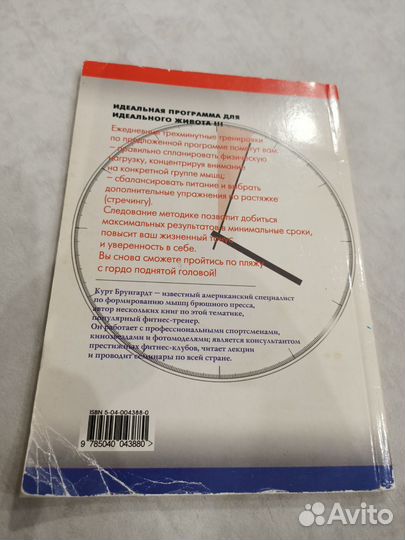 ИДЕАЛЬНАЯ ПРОГРАММА ДЛЯ
ИДЕАЛЬНОГО ЖИВОТА !!!
Ежедневные трехминутные тренировки
по предложенной программе помогут вам:
– правильно спланировать физическую
нагрузку, концентрируя внимание
на конкретной группе мышц;
– сбалансировать питание и выбрать
дополнительные упражнения по растяжке
(стречингу).
Следование методике позволит добиться
максимальных результатов в минимальные сроки,
повысит ваш жизненный тонус
и уверенность в себе.
Вы снова сможете пройтись по пляжу
с гордо поднятой головой!
Курт Брунгардт – известный американский специалист
по формированию мышц брюшного пресса,
автор нескольких книг по этой тематике,
популярный фитнес-тренер.
Он работает с профессиональными спортсменами,
кинозвездами и фотомоделями; является консультантом
престижных фитнес-клубов, читает лекции
и проводит семинары по всей стране.
ISBN 5-04-004388-0
9 785040 043880 >
Avito